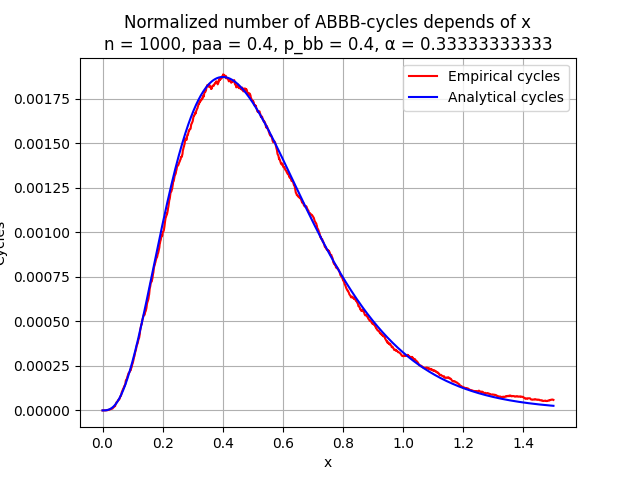 Normalized number of ABBB-cycles depends of x
n = 1000, paa = 0.4, p_bb = 0.4, α = 0.33333333333
Empirical cycles
Analytical cycles
0.00175
0.00150
0.00125
0.00100
0.00075
0.00050
0.00025
0.00000
0.0 0.2 0.4 0.6 0.8 1.0 1.2 1.4
x